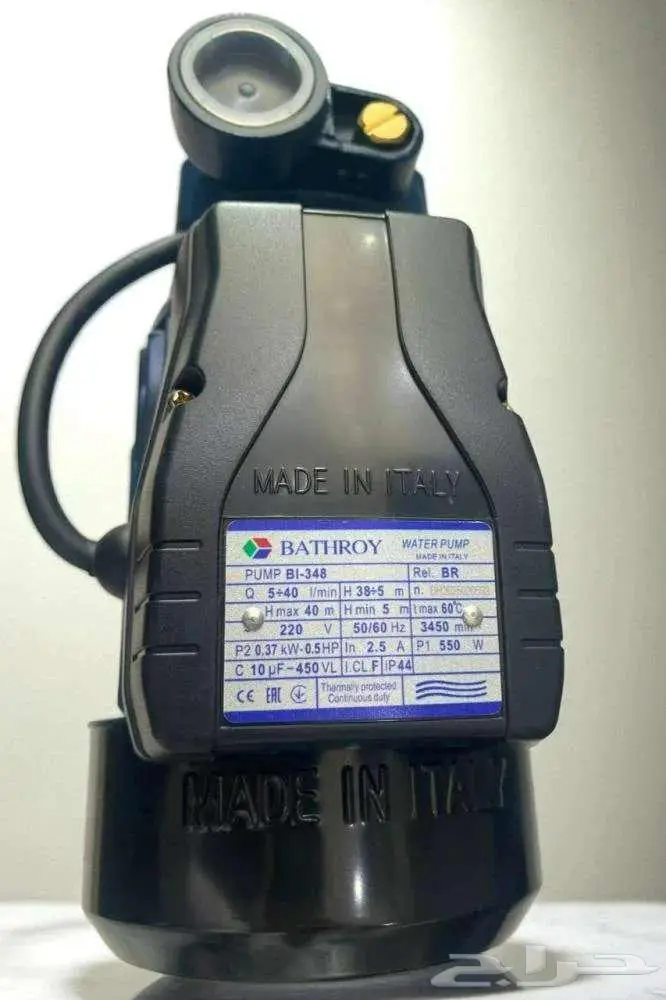 MADE IN ITALY
BATHROY WATER PUMP
MADE IN ITALY
PUMP BI-348 Rel. BR
Q 5÷40 l/min H 38÷5 m n.
H max 40 m H min 5 m t max 60°C
220 V 50/60 Hz 3450 min
P2 0.37 kW-0.5HP In 2.5 A P1 550 W
C 10 µF-450VL I.CL.F IP44
CE EAC Thermally protected
Continuous duty
MADE IN ITALY
حراج